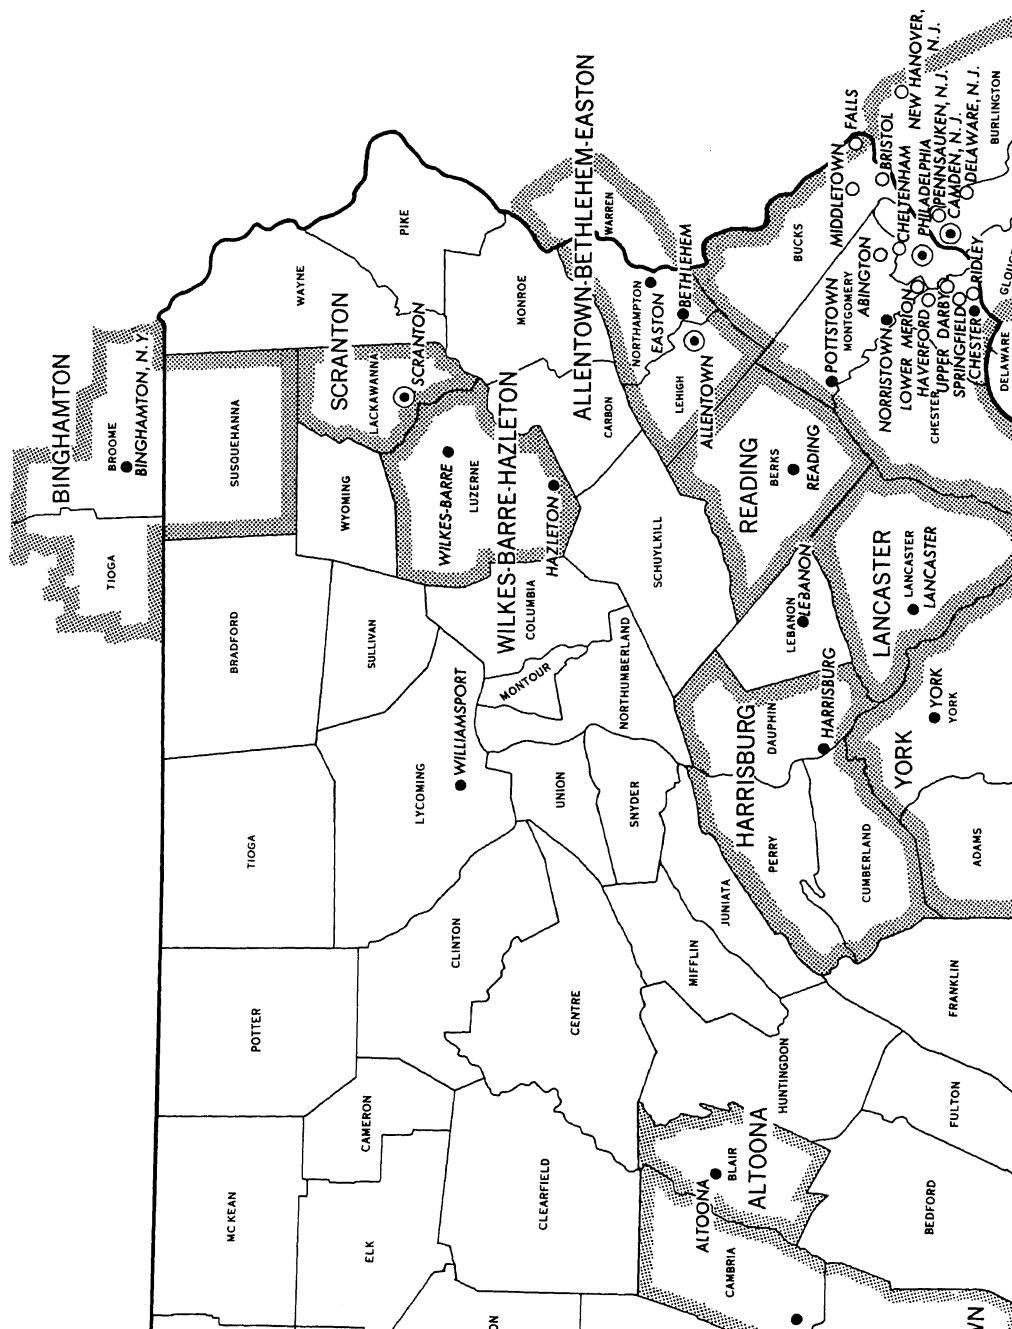 BINGHAMTON
BROOME
BINGHAMTON, N.Y.
TIOGA
SUSQUEHANNA
BRADFORD
TIOGA
POTTER
MC KEAN
WAYNE
PIKE
SCRANTON
LACKAWANNA
SCRANTON
WYOMING
SULLIVAN
LYCOMING
WILLIAMSPORT
CLINTON
CAMERON
ELK
MONROE
WILKES-BARRE-HAZLETON
WILKES-BARRE
LUZERNE
HAZLETON
COLUMBIA
MONTOUR
NORTHUMBERLAND
UNION
SNYDER
CENTRE
CLEARFIELD
ALLENTOWN-BETHLEHEM-EASTON
WARREN
NORTHAMPTON
EASTON
BETHLEHEM
LEHIGH
ALLENTOWN
CARBON
SCHUYLKILL
READING
BERKS
READING
LEBANON
LEBANON
HARRISBURG
DAUPHIN
HARRISBURG
PERRY
CUMBERLAND
JUNIATA
MIFFLIN
HUNTINGDON
ALTOONA
BLAIR
ALTOONA
CAMBRIA
BEDFORD
FULTON
FRANKLIN
ADAMS
YORK
YORK
YORK
LANCASTER
LANCASTER
LANCASTER
BUCKS
MONTGOMERY
POTTSTOWN
NORRISTOWN
ABINGTON
MIDDLETOWN
FALLS
BRISTOL
CHELTENHAM
NEW HANOVER, N.J.
PHILADELPHIA
PENNSAUKEN, N.J.
CAMDEN, N.J.
DELAWARE, N.J.
BURLINGTON
LOWER MERION
HAVERFORD
UPPER DARBY
SPRINGFIELD
RIDLEY
CHESTER
CHESTER
DELAWARE
GLOUC
ON
WN